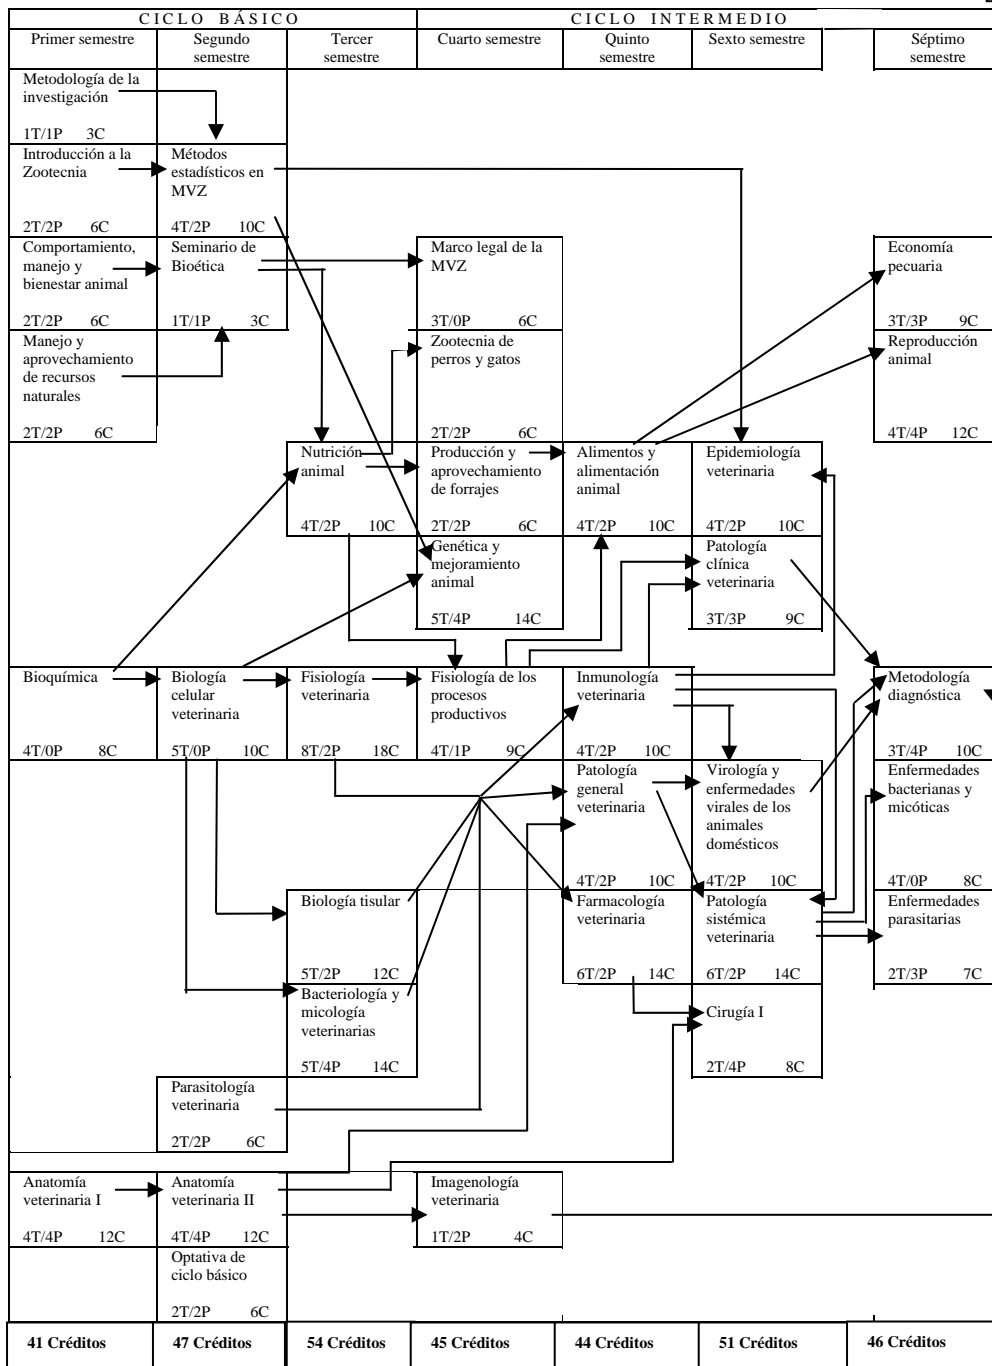 CICLO BÁSICO
CICLO INTERMEDIO
Primer semestre
Segundo
semestre
Tercer
semestre
Cuarto semestre
Quinto
semestre
Sexto semestre
Séptimo
semestre
Metodología de la
investigación
1T/1P 3C
Introducción a la
Zootecnia
2T/2P 6C
Métodos
estadísticos en
MVZ
4T/2P 10C
Comportamiento,
manejo y
bienestar animal
2T/2P 6C
Seminario de
Bioética
1T/1P 3C
Marco legal de la
MVZ
3T/0P 6C
Economía
pecuaria
3T/3P 9C
Manejo y
aprovechamiento
de recursos
naturales
2T/2P 6C
Zootecnia de
perros y gatos
2T/2P 6C
Reproducción
animal
4T/4P 12C
Nutrición
animal
4T/2P 10C
Producción y
aprovechamiento
de forrajes
2T/2P 6C
Alimentos y
alimentación
animal
4T/2P 10C
Epidemiología
veterinaria
4T/2P 10C
Genética y
mejoramiento
animal
5T/4P 14C
Patología
clínica
veterinaria
3T/3P 9C
Bioquímica
4T/0P 8C
Biología
celular
veterinaria
5T/0P 10C
Fisiología
veterinaria
8T/2P 18C
Fisiología de los
procesos
productivos
4T/1P 9C
Inmunología
veterinaria
4T/2P 10C
Metodología
diagnóstica
3T/4P 10C
Patología
general
veterinaria
4T/2P 10C
Virología y
enfermedades
virales de los
animales
domésticos
4T/2P 10C
Enfermedades
bacterianas y
micóticas
4T/0P 8C
Biología tisular
5T/2P 12C
Farmacología
veterinaria
6T/2P 14C
Patología
sistémica
veterinaria
6T/2P 14C
Enfermedades
parasitarias
2T/3P 7C
Bacteriología y
micología
veterinarias
5T/4P 14C
Cirugía I
2T/4P 8C
Parasitología
veterinaria
2T/2P 6C
Anatomía
veterinaria I
4T/4P 12C
Anatomía
veterinaria II
4T/4P 12C
Imagenología
veterinaria
1T/2P 4C
Optativa de
ciclo básico
2T/2P 6C
41 Créditos
47 Créditos
54 Créditos
45 Créditos
44 Créditos
51 Créditos
46 Créditos